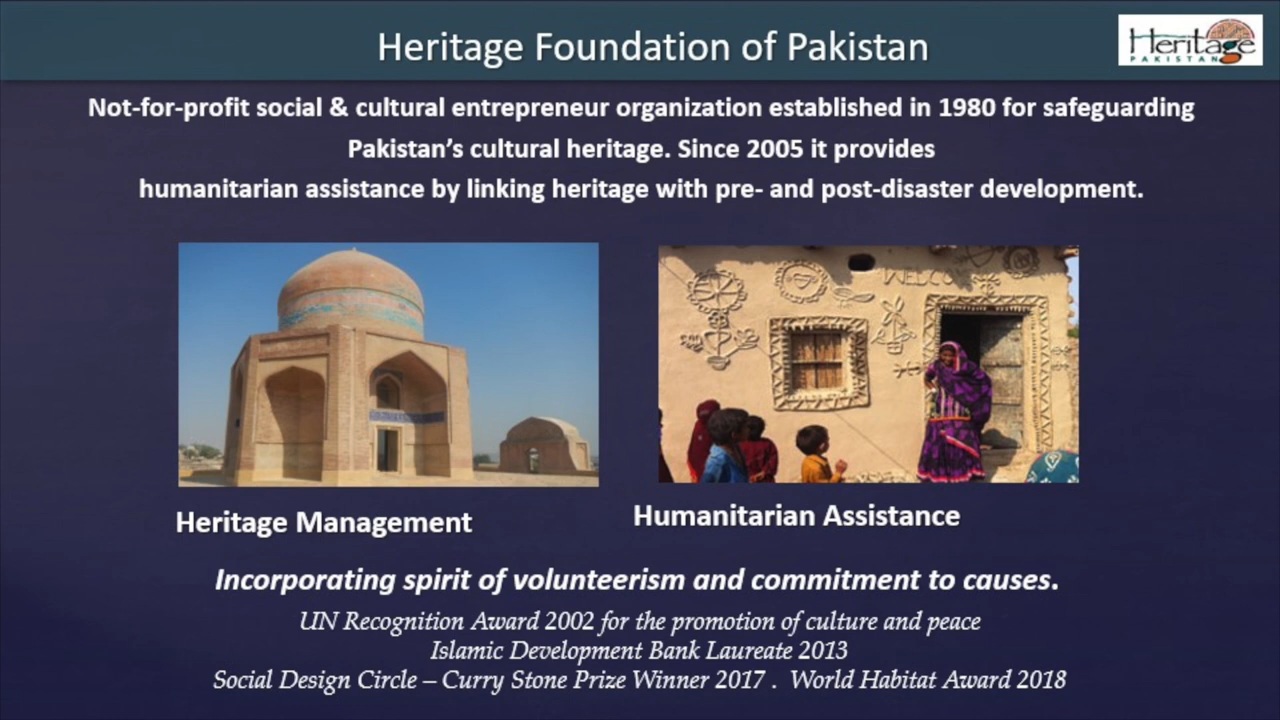 Heritage Foundation of Pakistan
Heritage
PAKISTAN
Not-for-profit social & cultural entrepreneur organization established in 1980 for safeguarding
Pakistan's cultural heritage. Since 2005 it provides
humanitarian assistance by linking heritage with pre- and post-disaster development.
WELCO
Heritage Management
Humanitarian Assistance
Incorporating spirit of volunteerism and commitment to causes.
UN Recognition Award 2002 for the promotion of culture and peace
Islamic Development Bank Laureate 2013
Social Design Circle – Curry Stone Prize Winner 2017 . World Habitat Award 2018